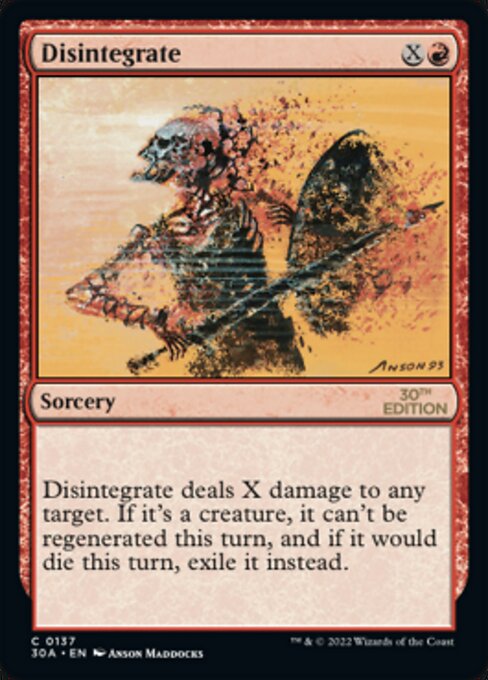 Disintegrate X
ANSON 93
Sorcery
30TH
EDITION
Disintegrate deals X damage to any
target. If it's a creature, it can't be
regenerated this turn, and if it would
die this turn, exile it instead.
C 0137
30A • EN Anson Maddocks
™ & © 2022 Wizards of the Coast